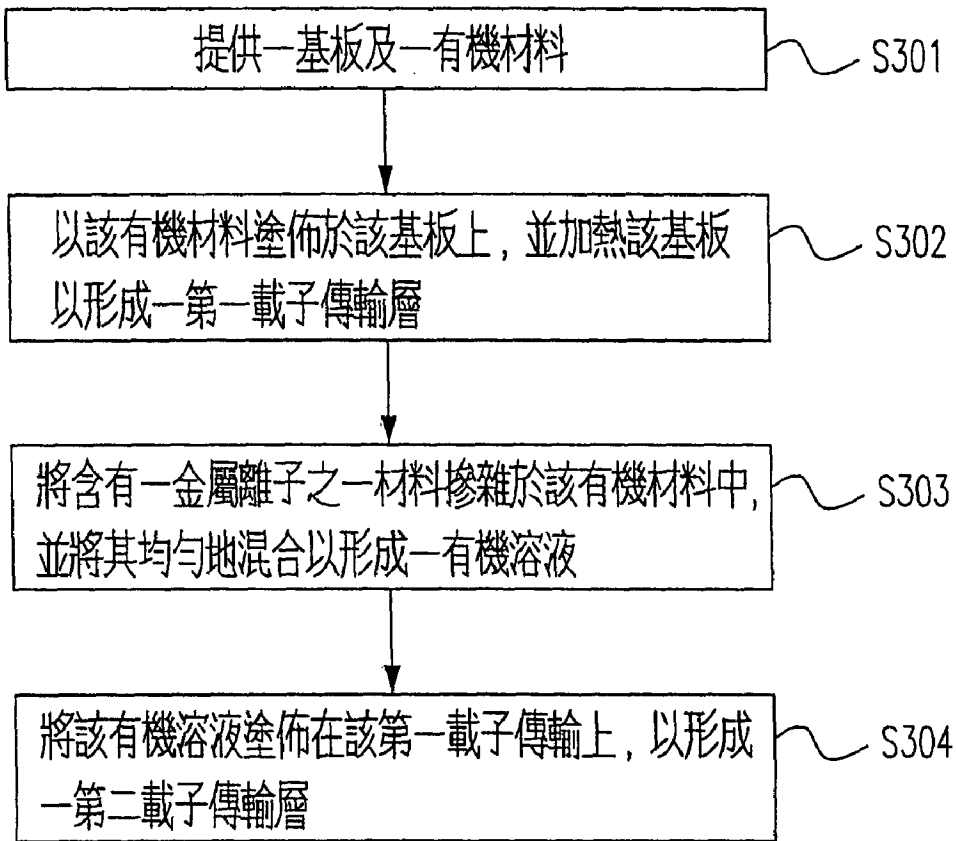 提供一基板及一有機材料
S301
以該有機材料塗佈於該基板上，並加熱該基板
以形成一第一載子傳輸層
S302
將含有一金屬離子之一材料摻雜於該有機材料中，
並將其均勻地混合以形成一有機溶液
S303
將該有機溶液塗佈在該第一載子傳輸上，以形成
一第二載子傳輸層
S304